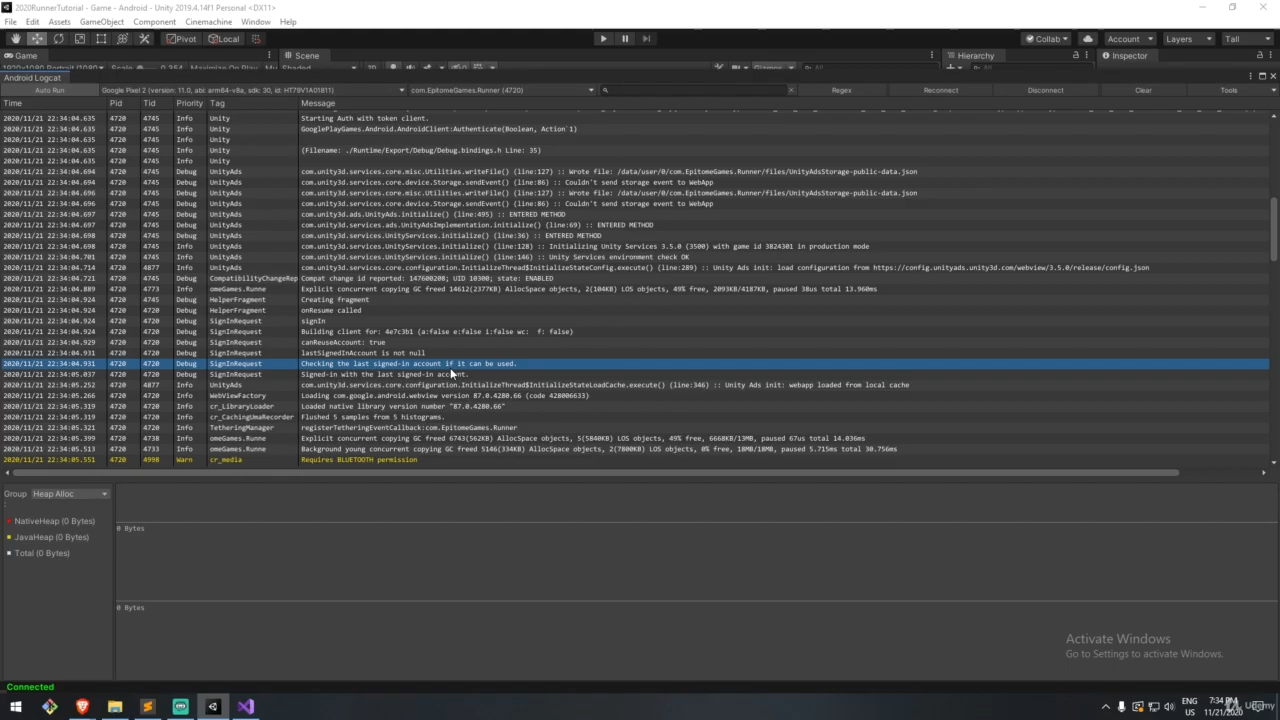 2020RunnerTutorial - Game - Android - Unity 2019.4.14f1 Personal <DX11>
File Edit Assets GameObject Component Cinemachine Window Help
Pivot Local Collab Account Layers Tall
Game Scene Hierarchy Inspector
Android Logcat
Auto Run Google Pixel 2 (version: 11.0, abi: arm64-v8a, sdk: 30, id: HT79V1A01811) com.EpitomeGames.Runner (4720) Regex Reconnect Disconnect Clear Tools
Time Pid Tid Priority Tag Message
2020/11/21 22:34:04.635 4720 4745 Info Unity Starting Auth with token client.
2020/11/21 22:34:04.635 4720 4745 Info Unity GooglePlayGames.Android.AndroidClient:Authenticate(Boolean, Action`1)
2020/11/21 22:34:04.635 4720 4745 Info Unity
2020/11/21 22:34:04.635 4720 4745 Info Unity (Filename: ./Runtime/Export/Debug/Debug.bindings.h Line: 35)
2020/11/21 22:34:04.635 4720 4745 Info Unity
2020/11/21 22:34:04.694 4720 4745 Debug UnityAds com.unity3d.services.core.misc.Utilities.writeFile() (line:127) :: Wrote file: /data/user/0/com.EpitomeGames.Runner/files/UnityAdsStorage-public-data.json
2020/11/21 22:34:04.694 4720 4745 Debug UnityAds com.unity3d.services.core.device.Storage.sendEvent() (line:86) :: Couldn't send storage event to WebApp
2020/11/21 22:34:04.696 4720 4745 Debug UnityAds com.unity3d.services.core.misc.Utilities.writeFile() (line:127) :: Wrote file: /data/user/0/com.EpitomeGames.Runner/files/UnityAdsStorage-public-data.json
2020/11/21 22:34:04.696 4720 4745 Debug UnityAds com.unity3d.services.core.device.Storage.sendEvent() (line:86) :: Couldn't send storage event to WebApp
2020/11/21 22:34:04.697 4720 4745 Debug UnityAds com.unity3d.ads.UnityAds.initialize() (line:495) :: ENTERED METHOD
2020/11/21 22:34:04.697 4720 4745 Debug UnityAds com.unity3d.services.ads.UnityAdsImplementation.initialize() (line:69) :: ENTERED METHOD
2020/11/21 22:34:04.698 4720 4745 Debug UnityAds com.unity3d.services.UnityServices.initialize() (line:36) :: ENTERED METHOD
2020/11/21 22:34:04.698 4720 4745 Info UnityAds com.unity3d.services.UnityServices.initialize() (line:128) :: Initializing Unity Services 3.5.0 (3500) with game id 3824301 in production mode
2020/11/21 22:34:04.701 4720 4745 Info UnityAds com.unity3d.services.UnityServices.initialize() (line:146) :: Unity Services environment check OK
2020/11/21 22:34:04.714 4720 4877 Info UnityAds com.unity3d.services.core.configuration.InitializeThread$InitializeStateConfig.execute() (line:289) :: Unity Ads init: load configuration from https://config.unityads.unity3d.com/webview/3.5.0/release/config.json
2020/11/21 22:34:04.721 4720 4745 Debug CompatibilityChangeRep Compat change id reported: 147600208; UID 10300; state: ENABLED
2020/11/21 22:34:04.889 4720 4773 Info omeGames.Runne Explicit concurrent copying GC freed 14612(2377KB) AllocSpace objects, 2(104KB) LOS objects, 49% free, 2093KB/4187KB, paused 38us total 13.960ms
2020/11/21 22:34:04.924 4720 4745 Debug HelperFragment Creating fragment
2020/11/21 22:34:04.924 4720 4720 Debug HelperFragment onResume called
2020/11/21 22:34:04.924 4720 4720 Debug SignInRequest signIn
2020/11/21 22:34:04.924 4720 4720 Debug SignInRequest Building client for: 4e7c3b1 (a:false e:false i:false wc: f: false)
2020/11/21 22:34:04.929 4720 4720 Debug SignInRequest canReuseAccount: true
2020/11/21 22:34:04.931 4720 4720 Debug SignInRequest lastSignedInAccount is not null
2020/11/21 22:34:04.931 4720 4720 Debug SignInRequest Checking the last signed-in account if it can be used.
2020/11/21 22:34:05.037 4720 4720 Debug SignInRequest Signed-in with the last signed-in account.
2020/11/21 22:34:05.252 4720 4877 Info UnityAds com.unity3d.services.core.configuration.InitializeThread$InitializeStateLoadCache.execute() (line:346) :: Unity Ads init: webapp loaded from local cache
2020/11/21 22:34:05.266 4720 4720 Info WebViewFactory Loading com.google.android.webview version 87.0.4280.66 (code 428006633)
2020/11/21 22:34:05.319 4720 4720 Info cr_LibraryLoader Loaded native library version number "87.0.4280.66"
2020/11/21 22:34:05.319 4720 4720 Info cr_CachingUmaRecorder Flushed 5 samples from 5 histograms.
2020/11/21 22:34:05.321 4720 4720 Info TetheringManager registerTetheringEventCallback:com.EpitomeGames.Runner
2020/11/21 22:34:05.399 4720 4738 Info omeGames.Runne Explicit concurrent copying GC freed 6743(562KB) AllocSpace objects, 5(5840KB) LOS objects, 49% free, 6668KB/13MB, paused 67us total 14.036ms
2020/11/21 22:34:05.513 4720 4733 Info omeGames.Runne Background young concurrent copying GC freed 5146(334KB) AllocSpace objects, 2(7800KB) LOS objects, 0% free, 18MB/18MB, paused 5.715ms total 30.756ms
2020/11/21 22:34:05.551 4720 4998 Warn cr_media Requires BLUETOOTH permission
Group Heap Alloc
:
NativeHeap (0 Bytes)
0 Bytes
JavaHeap (0 Bytes)
Total (0 Bytes)
0 Bytes
Activate Windows
Go to Settings to activate Windows.
Connected
ENG
US
7:34 PM
11/21/2020
Udemy